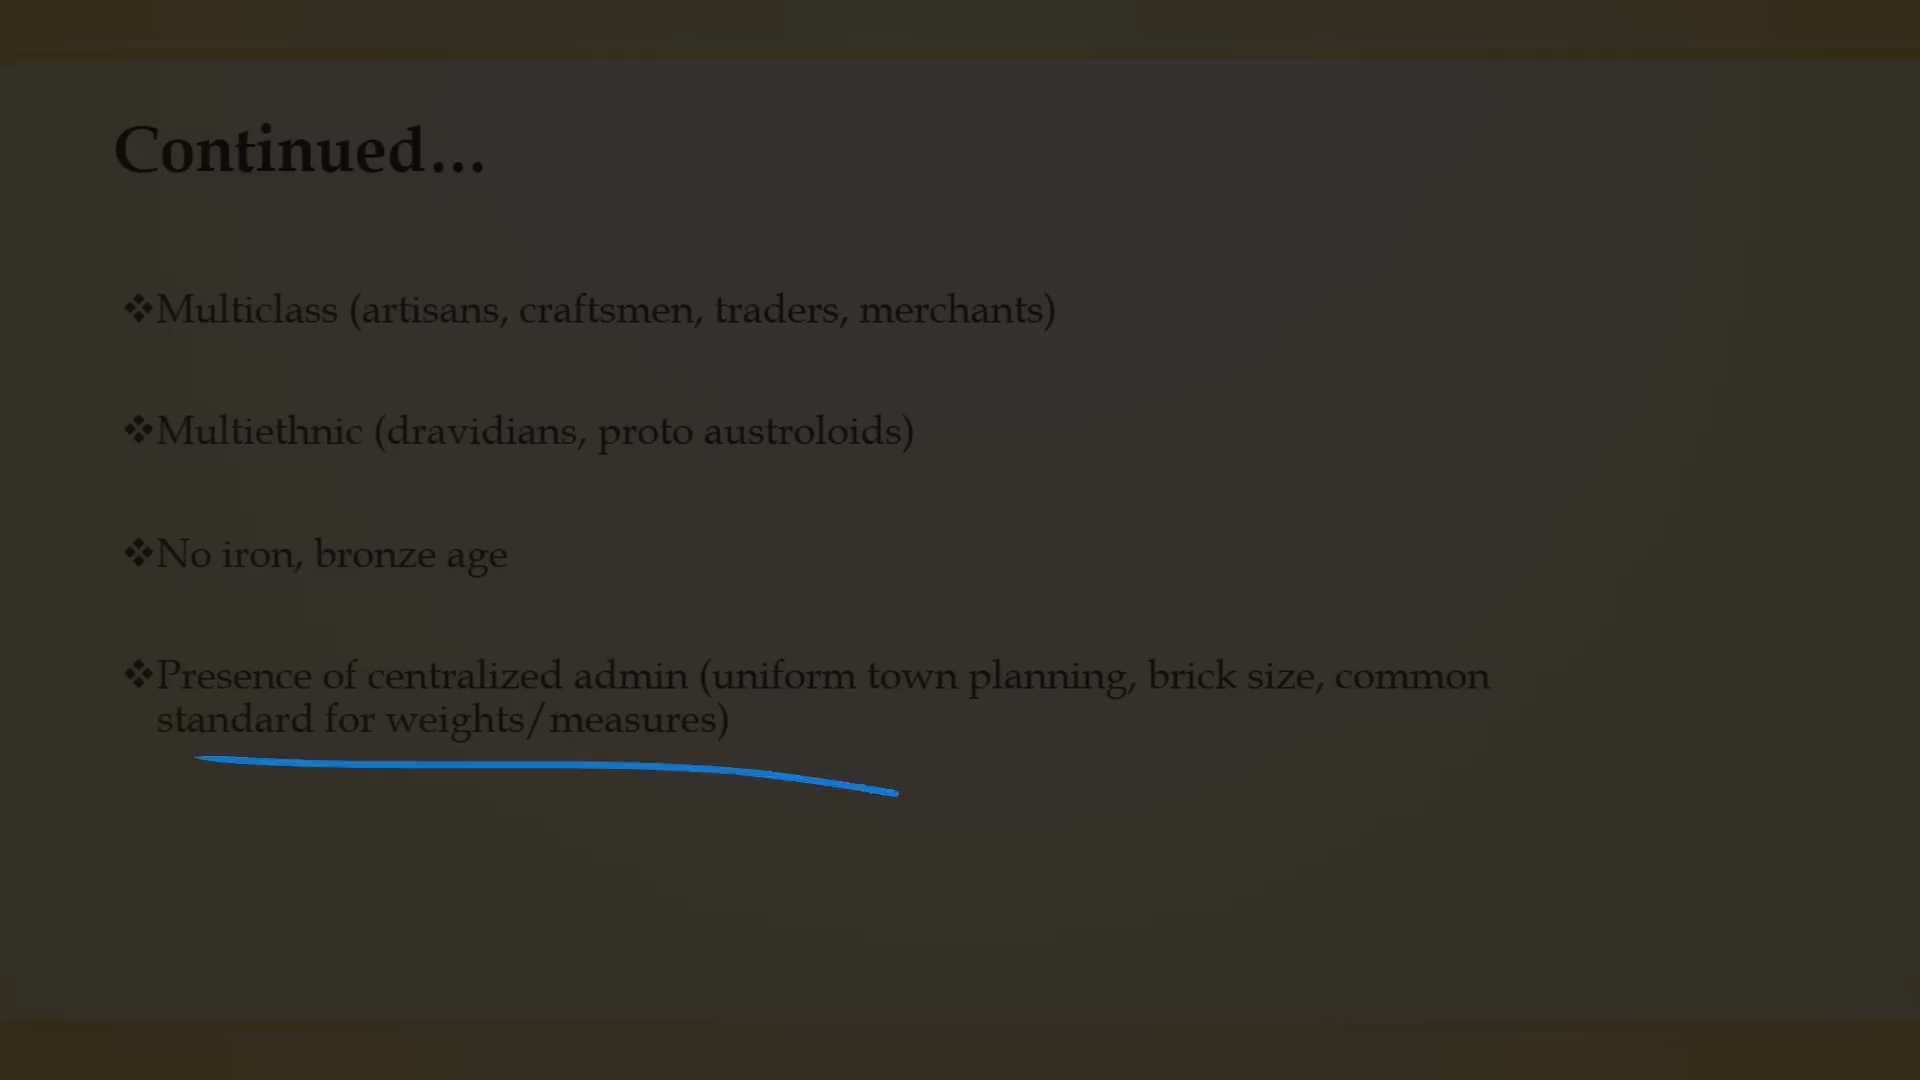 Continued...
❖Multiclass (artisans, craftsmen, traders, merchants)
❖Multiethnic (dravidians, proto austroloids)
❖No iron, bronze age
❖Presence of centralized admin (uniform town planning, brick size, common
standard for weights/measures)